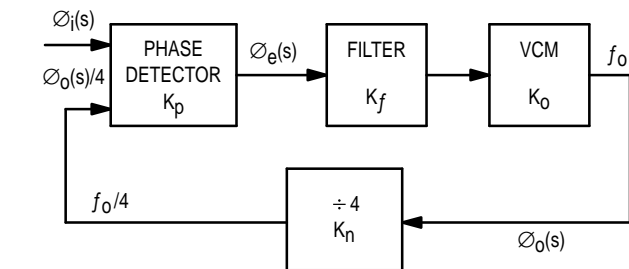 ∅i(s)
∅o(s)/4
PHASE
DETECTOR
Kp
∅e(s)
FILTER
Kf
VCM
Ko
fo
fo/4
÷ 4
Kn
∅o(s)